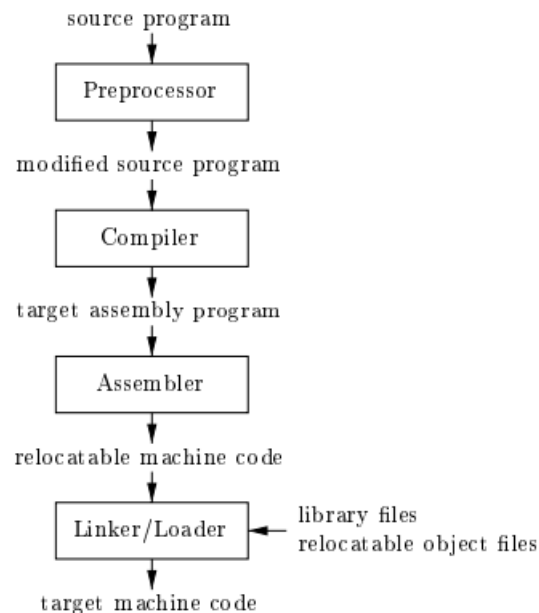 source program
Preprocessor
modified source program
Compiler
target assembly program
Assembler
relocatable machine code
Linker/Loader
library files
relocatable object files
target machine code